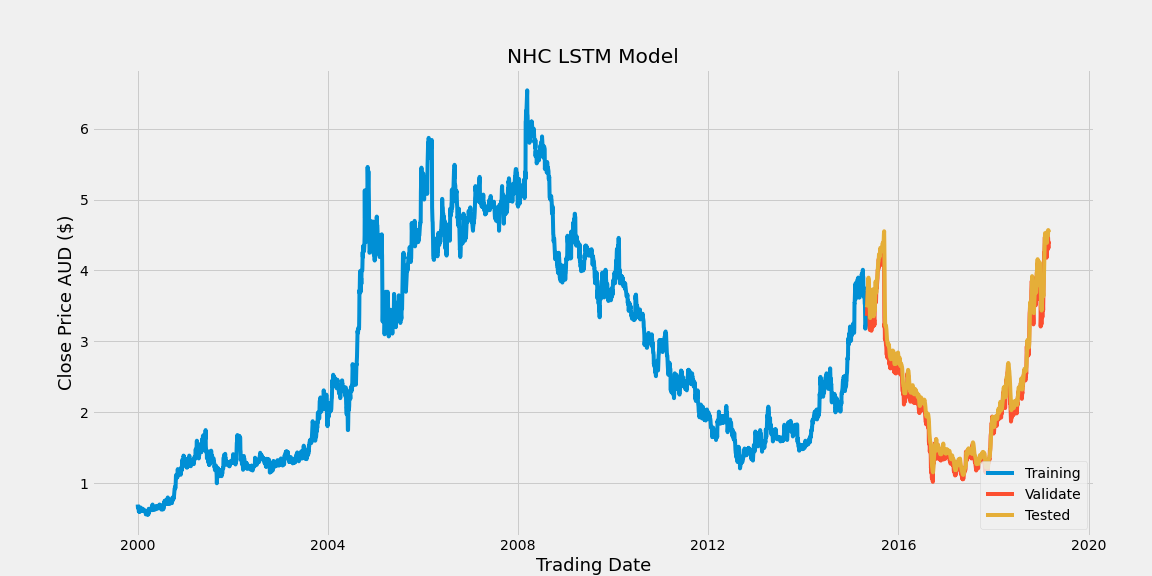 NHC LSTM Model
Close Price AUD ($)
6
5
4
3
2
1
2000
2004
2008
2012
2016
2020
Trading Date
Training
Validate
Tested